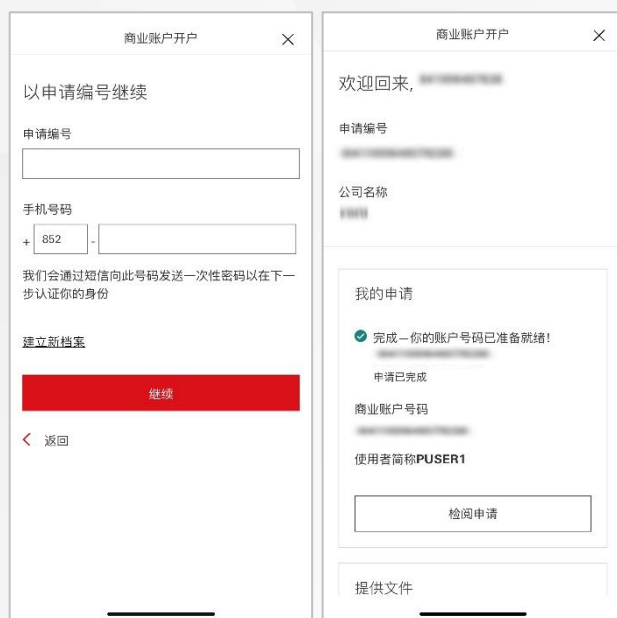 商业账户开户
以申请编号继续
申请编号
手机号码
+ 852 -
我们会通过短信向此号码发送一次性密码以在下一
步认证你的身份
建立新档案
继续
返回
商业账户开户
欢迎回来,
申请编号
公司名称
我的申请
完成—你的账户号码已准备就绪!
申请已完成
商业账户号码
使用者简称PUSER1
检阅申请
提供文件